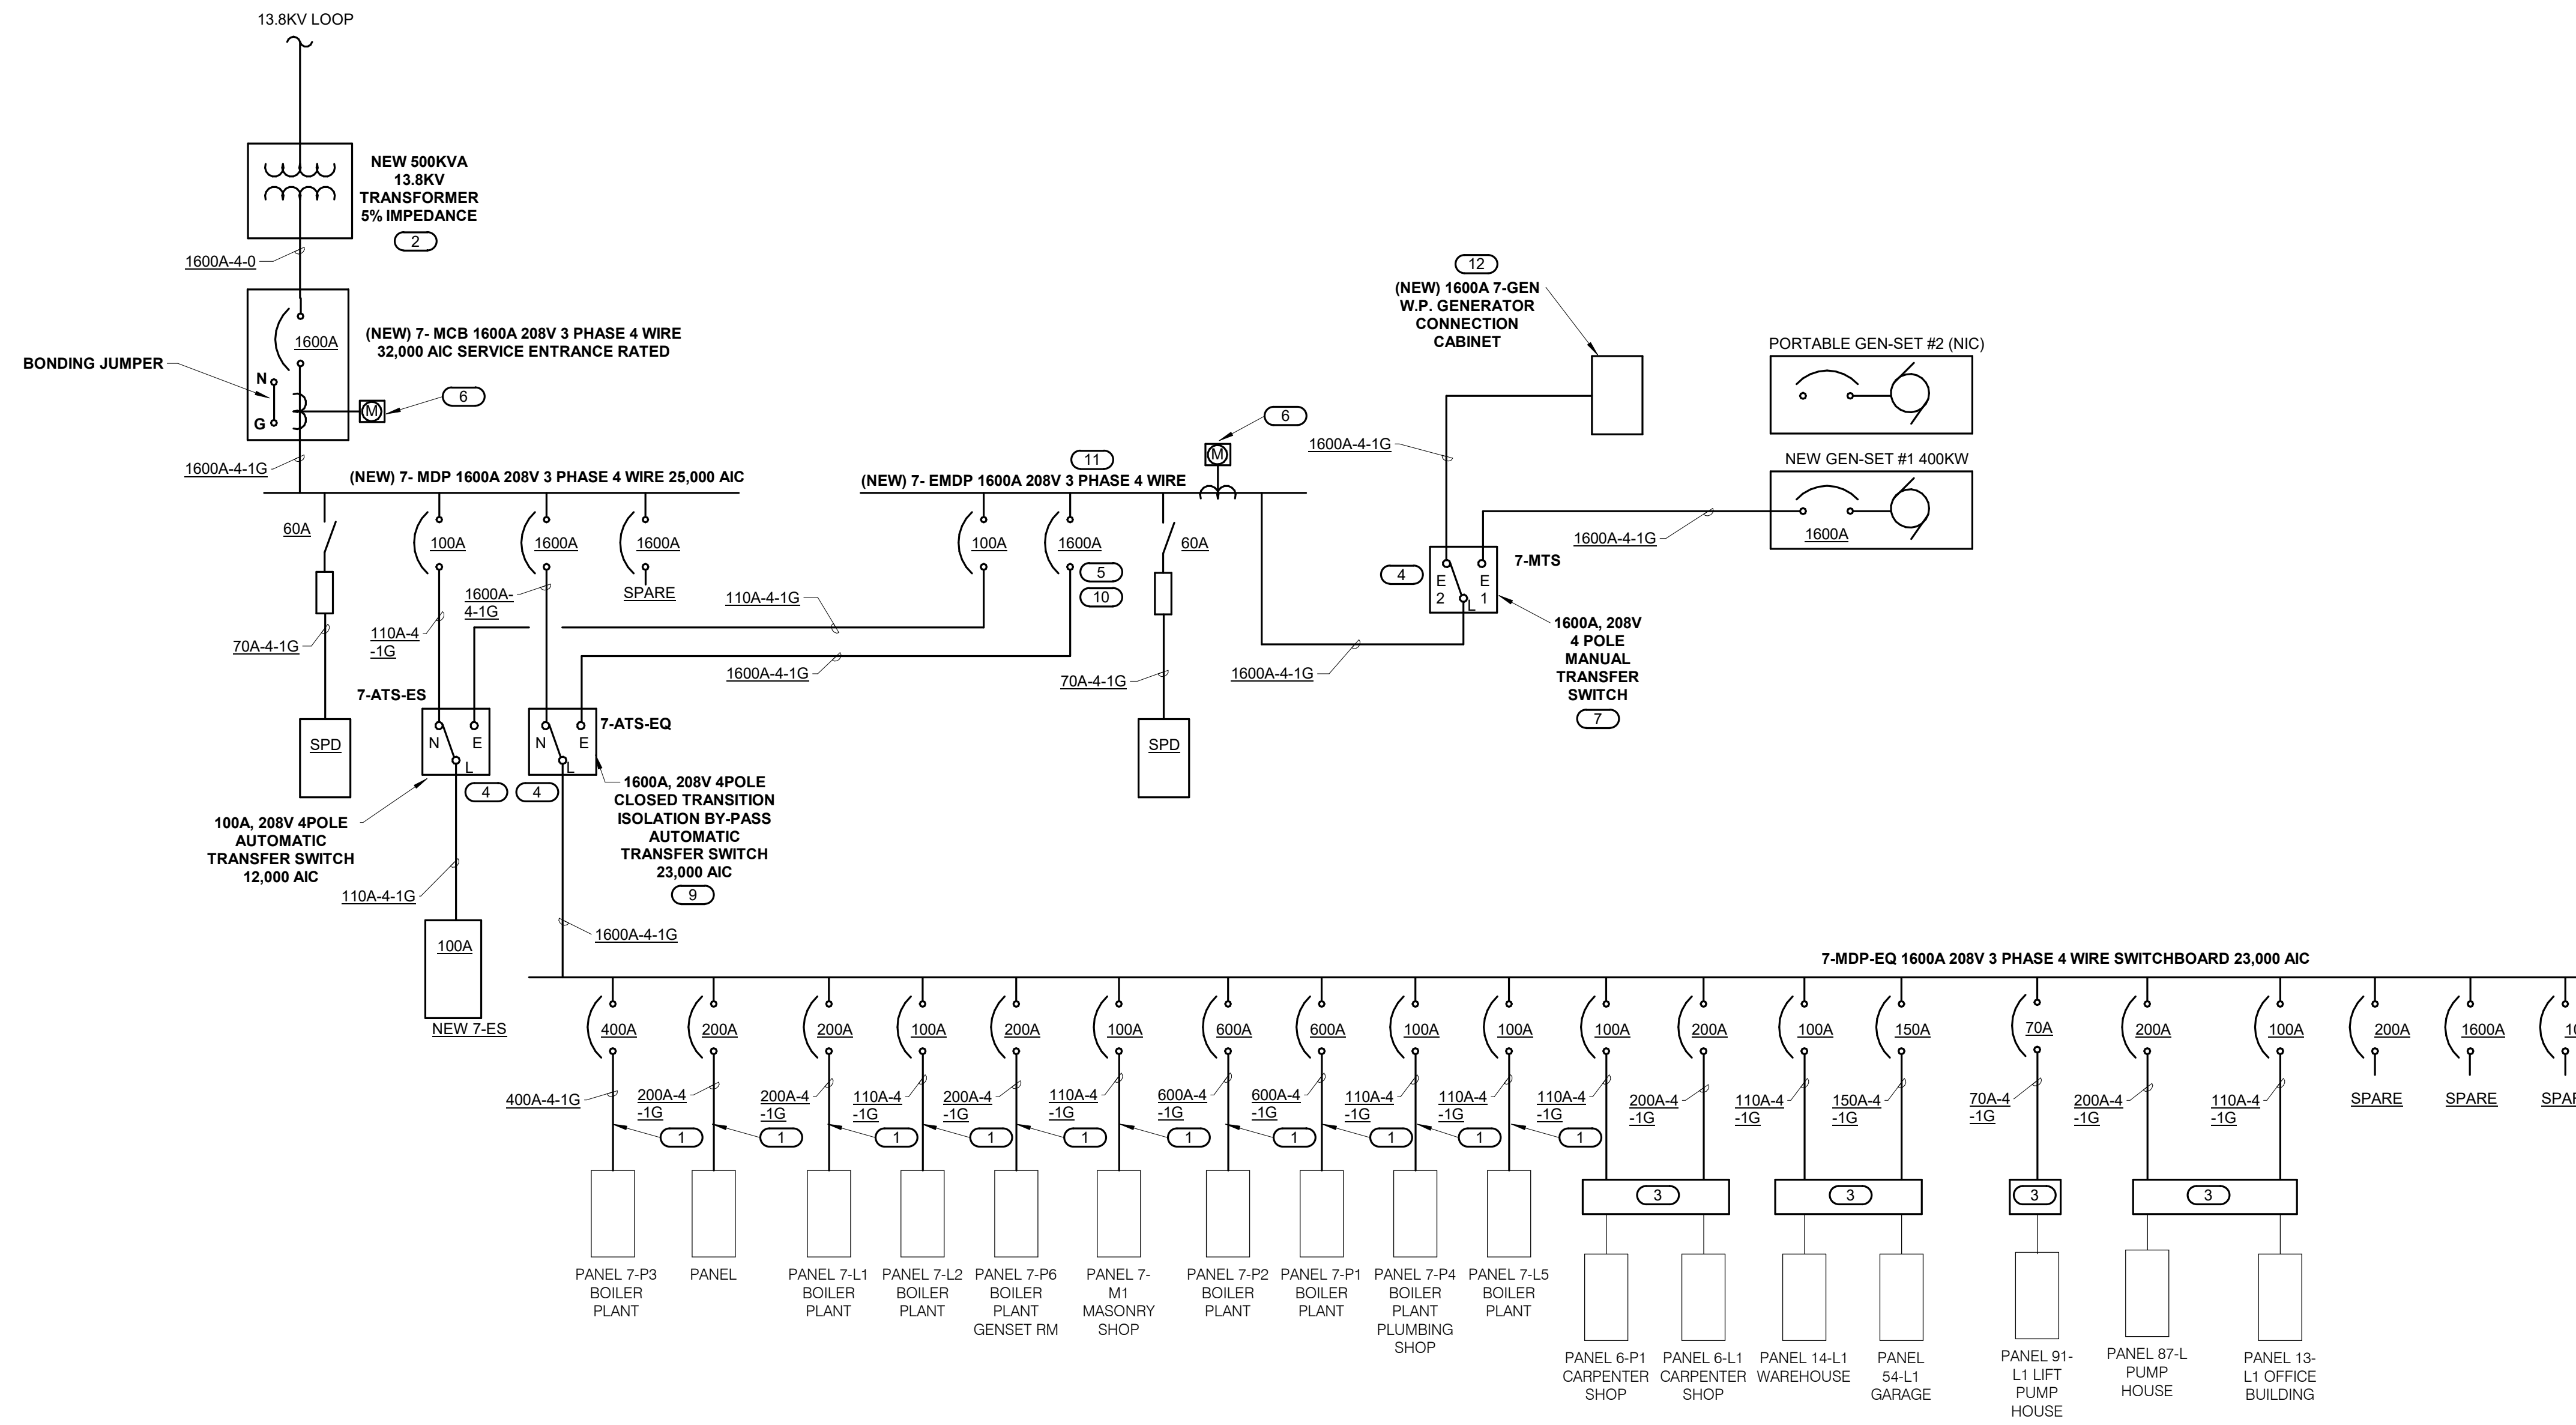 13.8KV LOOP
NEW 500KVA
13.8KV
TRANSFORMER
5% IMPEDANCE
2
1600A-4-0
1600A
(NEW) 7- MCB 1600A 208V 3 PHASE 4 WIRE
32,000 AIC SERVICE ENTRANCE RATED
BONDING JUMPER
N
G
M
6
1600A-4-1G
(NEW) 7- MDP 1600A 208V 3 PHASE 4 WIRE 25,000 AIC
60A
100A
1600A
1600A
SPARE
70A-4-1G
110A-4
-1G
1600A-
4-1G
SPD
7-ATS-ES
N
E
L
4
100A, 208V 4POLE
AUTOMATIC
TRANSFER SWITCH
12,000 AIC
110A-4-1G
100A
NEW 7-ES
7-ATS-EQ
N
E
L
4
1600A, 208V 4POLE
CLOSED TRANSITION
ISOLATION BY-PASS
AUTOMATIC
TRANSFER SWITCH
23,000 AIC
9
1600A-4-1G
11
(NEW) 7- EMDP 1600A 208V 3 PHASE 4 WIRE
M
6
100A
1600A
5
10
60A
110A-4-1G
1600A-4-1G
70A-4-1G
SPD
1600A-4-1G
12
(NEW) 1600A 7-GEN
W.P. GENERATOR
CONNECTION
CABINET
1600A-4-1G
PORTABLE GEN-SET #2 (NIC)
NEW GEN-SET #1 400KW
1600A
1600A-4-1G
7-MTS
4
E
2
E
1
L
1600A, 208V
4 POLE
MANUAL
TRANSFER
SWITCH
7
7-MDP-EQ 1600A 208V 3 PHASE 4 WIRE SWITCHBOARD 23,000 AIC
400A
200A
200A
100A
200A
100A
600A
600A
100A
100A
100A
200A
100A
150A
70A
200A
100A
200A
1600A
SPARE
SPARE
400A-4-1G
200A-4
-1G
200A-4
-1G
110A-4
-1G
200A-4
-1G
110A-4
-1G
600A-4
-1G
600A-4
-1G
110A-4
-1G
110A-4
-1G
110A-4
-1G
200A-4
-1G
110A-4
-1G
150A-4
-1G
70A-4
-1G
200A-4
-1G
110A-4
-1G
1
1
1
1
1
1
1
1
1
1
3
3
3
3
PANEL 7-P3
BOILER
PLANT
PANEL
PANEL 7-L1
BOILER
PLANT
PANEL 7-L2
BOILER
PLANT
PANEL 7-P6
BOILER
PLANT
GENSET RM
PANEL 7-
M1
MASONRY
SHOP
PANEL 7-P2
BOILER
PLANT
PANEL 7-P1
BOILER
PLANT
PANEL 7-P4
BOILER
PLANT
PLUMBING
SHOP
PANEL 7-L5
BOILER
PLANT
PANEL 6-P1
CARPENTER
SHOP
PANEL 6-L1
CARPENTER
SHOP
PANEL 14-L1
WAREHOUSE
PANEL
54-L1
GARAGE
PANEL 91-
L1 LIFT
PUMP
HOUSE
PANEL 87-L
PUMP
HOUSE
PANEL 13-
L1 OFFICE
BUILDING